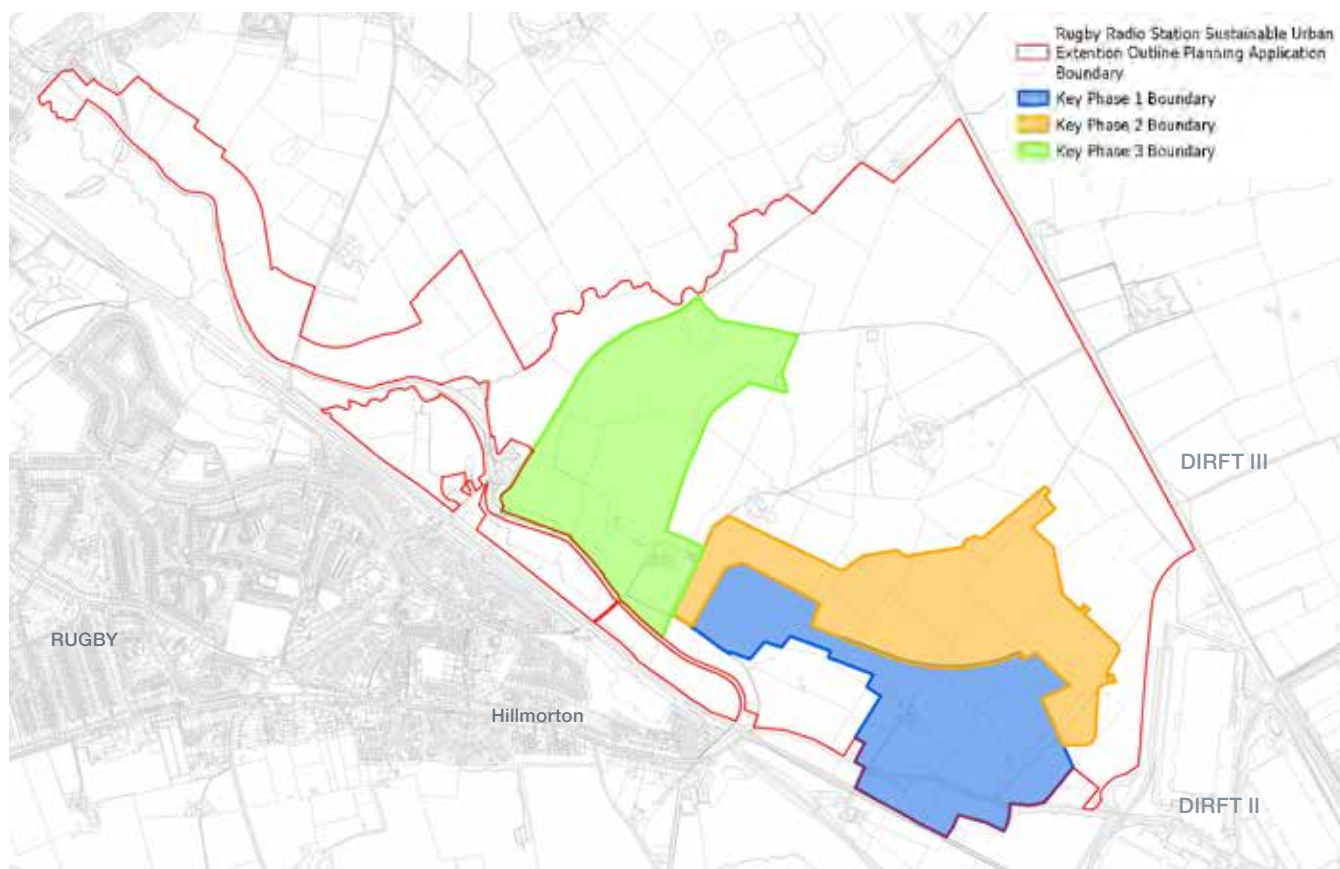 Rugby Radio Station Sustainable Urban
Extention Outline Planning Application
Boundary
Key Phase 1 Boundary
Key Phase 2 Boundary
Key Phase 3 Boundary
DIRFT III
RUGBY
Hillmorton
DIRFT II